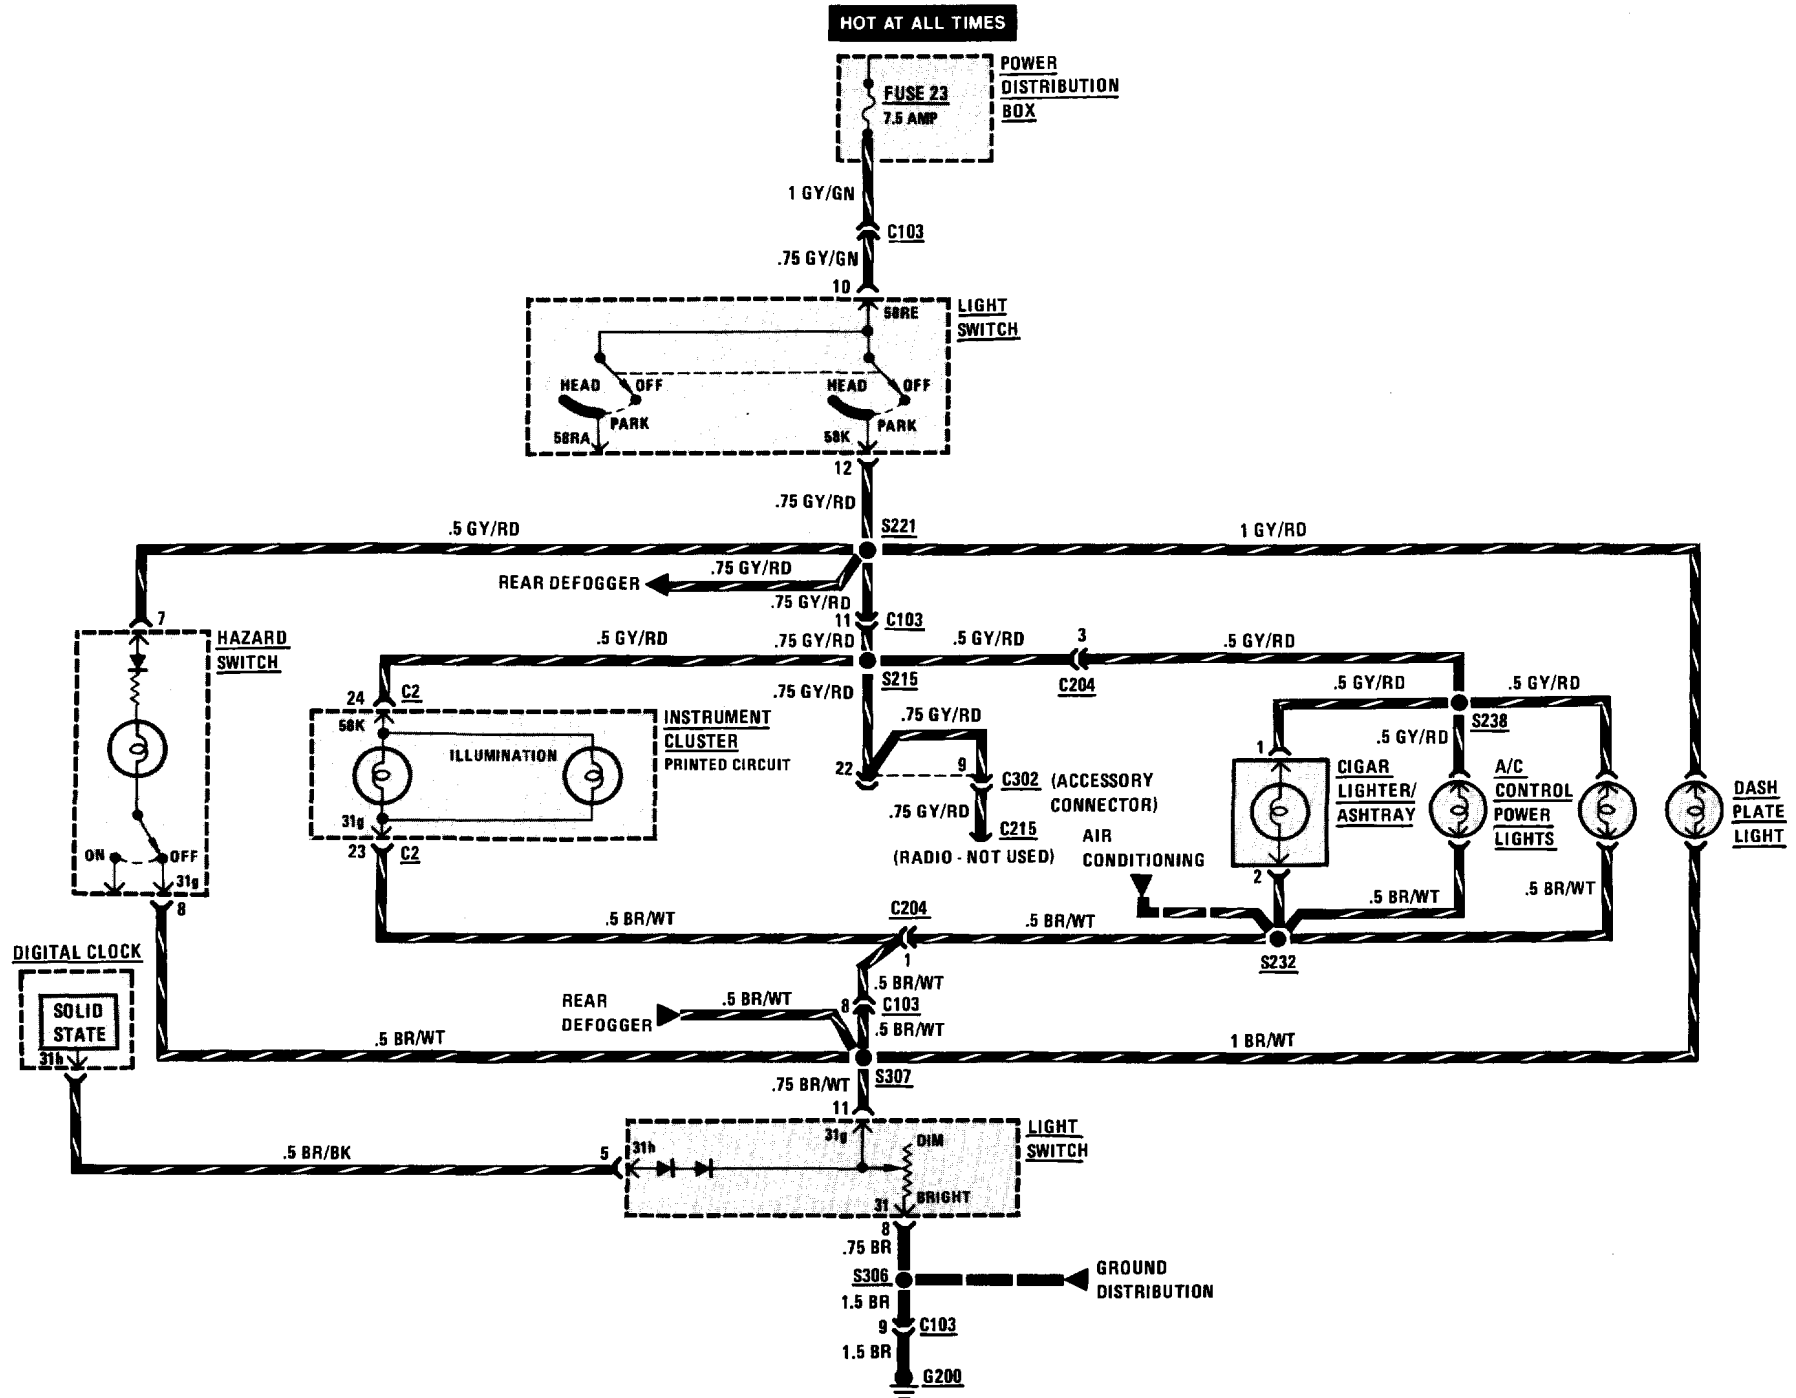 HOT AT ALL TIMES
POWER
DISTRIBUTION
BOX
FUSE 23
7.5 AMP
1 GY/GN
C103
.75 GY/GN
10
LIGHT
SWITCH
58RE
HEAD
OFF
HEAD
OFF
PARK
PARK
58RA
58K
12
.75 GY/RD
S221
.5 GY/RD
1 GY/RD
.75 GY/RD
REAR DEFOGGER
.75 GY/RD
11
C103
7
HAZARD
SWITCH
.5 GY/RD
.75 GY/RD
.5 GY/RD
3
.5 GY/RD
S215
C204
.75 GY/RD
.5 GY/RD
.5 GY/RD
24
C2
58K
INSTRUMENT
CLUSTER
PRINTED CIRCUIT
ILLUMINATION
.75 GY/RD
S238
.5 GY/RD
1
22
9
C302
(ACCESSORY
CONNECTOR)
CIGAR
LIGHTER/
ASHTRAY
A/C
CONTROL
POWER
LIGHTS
DASH
PLATE
LIGHT
.75 GY/RD
C215
(RADIO - NOT USED)
AIR
CONDITIONING
31g
23
C2
ON
OFF
31g
8
2
.5 BR/WT
.5 BR/WT
.5 BR/WT
C204
.5 BR/WT
1
S232
DIGITAL CLOCK
SOLID
STATE
31h
.5 BR/WT
REAR
DEFOGGER
.5 BR/WT
8
C103
.5 BR/WT
.5 BR/WT
1 BR/WT
S307
.75 BR/WT
11
LIGHT
SWITCH
31g
DIM
.5 BR/BK
5
31h
BRIGHT
31
8
.75 BR
S306
GROUND
DISTRIBUTION
1.5 BR
9
C103
1.5 BR
G200